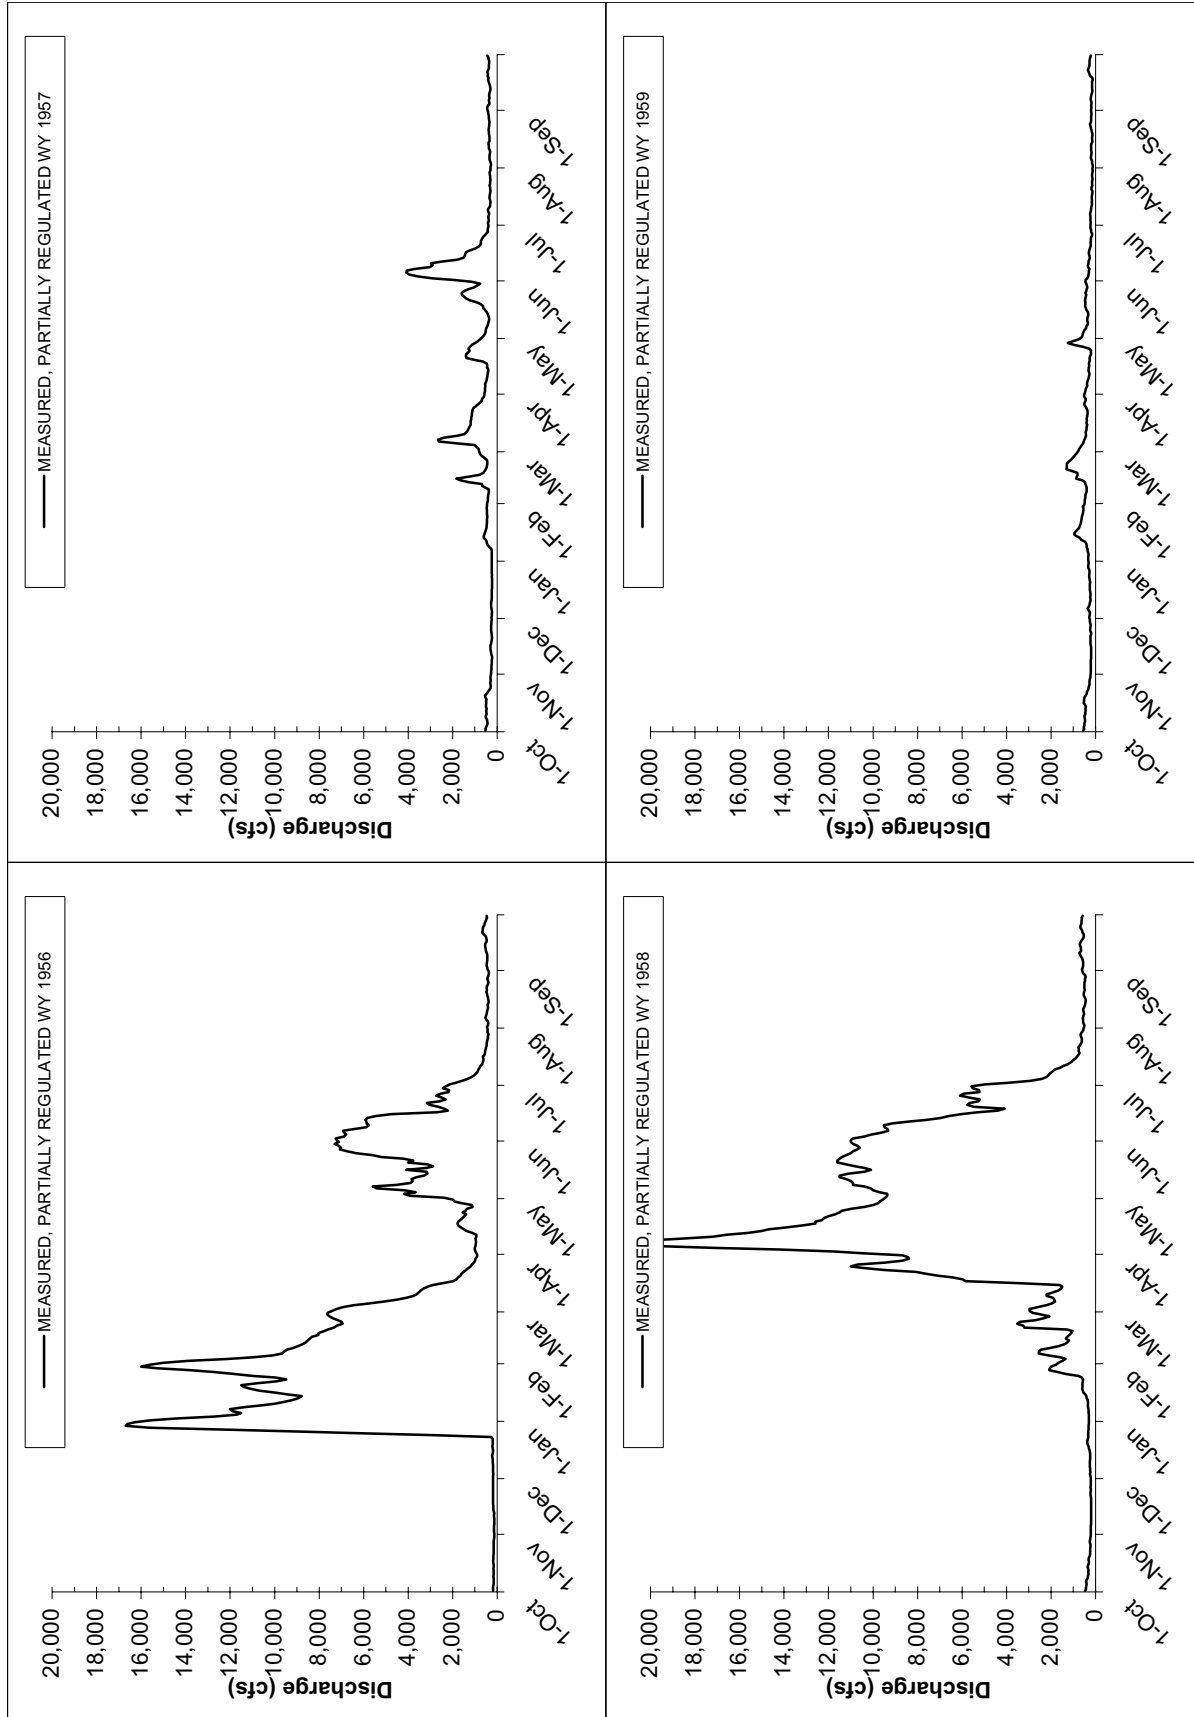 MEASURED, PARTIALLY REGULATED WY 1956
20,000
18,000
16,000
14,000
12,000
10,000
8,000
6,000
4,000
2,000
0
Discharge (cfs)
1-Oct
1-Nov
1-Dec
1-Jan
1-Feb
1-Mar
1-Apr
1-May
1-Jun
1-Jul
1-Aug
1-Sep
MEASURED, PARTIALLY REGULATED WY 1957
20,000
18,000
16,000
14,000
12,000
10,000
8,000
6,000
4,000
2,000
0
Discharge (cfs)
1-Oct
1-Nov
1-Dec
1-Jan
1-Feb
1-Mar
1-Apr
1-May
1-Jun
1-Jul
1-Aug
1-Sep
MEASURED, PARTIALLY REGULATED WY 1958
20,000
18,000
16,000
14,000
12,000
10,000
8,000
6,000
4,000
2,000
0
Discharge (cfs)
1-Oct
1-Nov
1-Dec
1-Jan
1-Feb
1-Mar
1-Apr
1-May
1-Jun
1-Jul
1-Aug
1-Sep
MEASURED, PARTIALLY REGULATED WY 1959
20,000
18,000
16,000
14,000
12,000
10,000
8,000
6,000
4,000
2,000
0
Discharge (cfs)
1-Oct
1-Nov
1-Dec
1-Jan
1-Feb
1-Mar
1-Apr
1-May
1-Jun
1-Jul
1-Aug
1-Sep